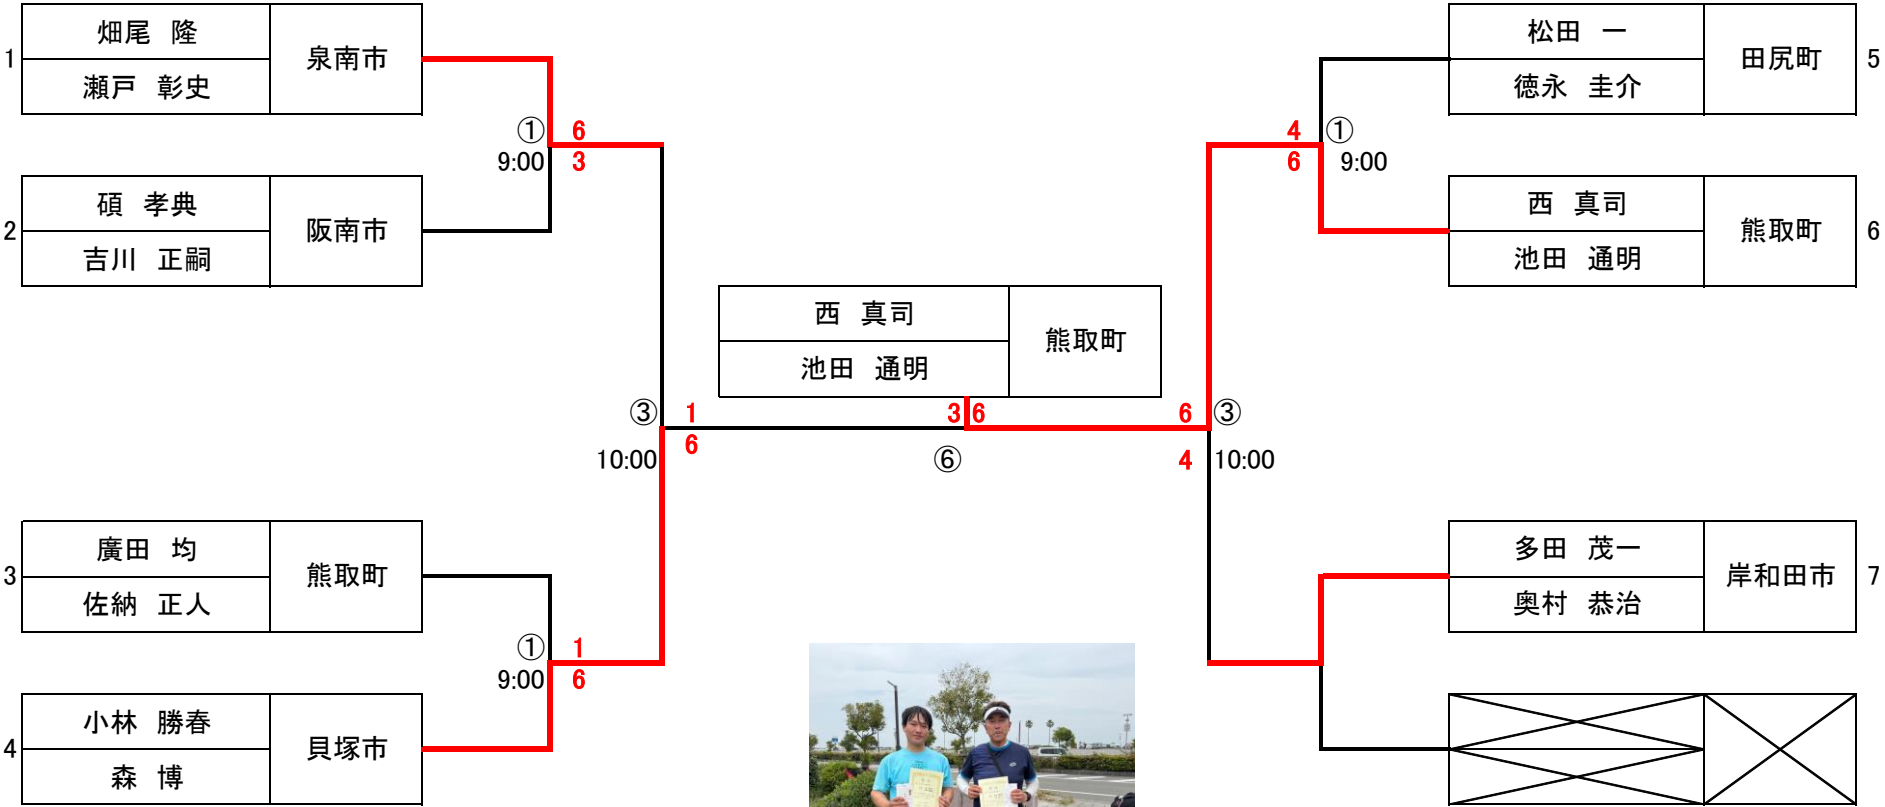 1
畑尾　隆
瀬戸　彰史
泉南市
①
9:00
6
3
2
碩　孝典
吉川　正嗣
阪南市
3
廣田　均
佐納　正人
熊取町
①
9:00
1
6
4
小林　勝春
森　博
貝塚市
③
10:00
1
6
西　真司
池田　通明
熊取町
3 6
⑥
松田　一
徳永　圭介
田尻町
5
4
6
①
9:00
西　真司
池田　通明
熊取町
6
6
4
③
10:00
多田　茂一
奥村　恭治
岸和田市
7